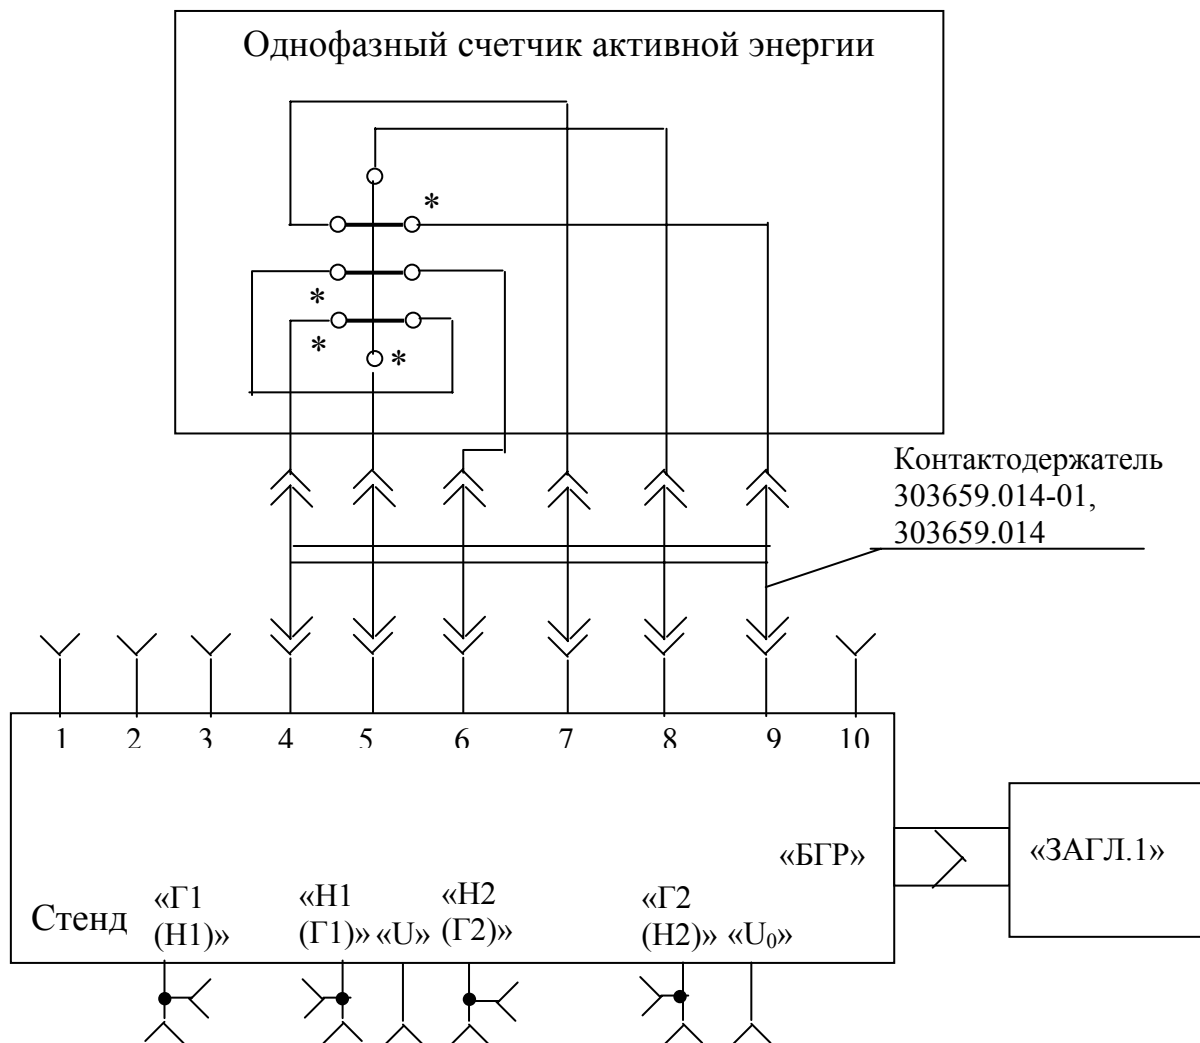 Однофазный счетчик активной энергии
*
*
*
*
Контактодержатель
303659.014-01,
303659.014
1 2 3 4 5 6 7 8 9 10
«БГР»
«ЗАГЛ.1»
Стенд
«Г1
(Н1)»
«Н1
(Г1)»
«U»
«Н2
(Г2)»
«Г2
(Н2)»
«U₀»